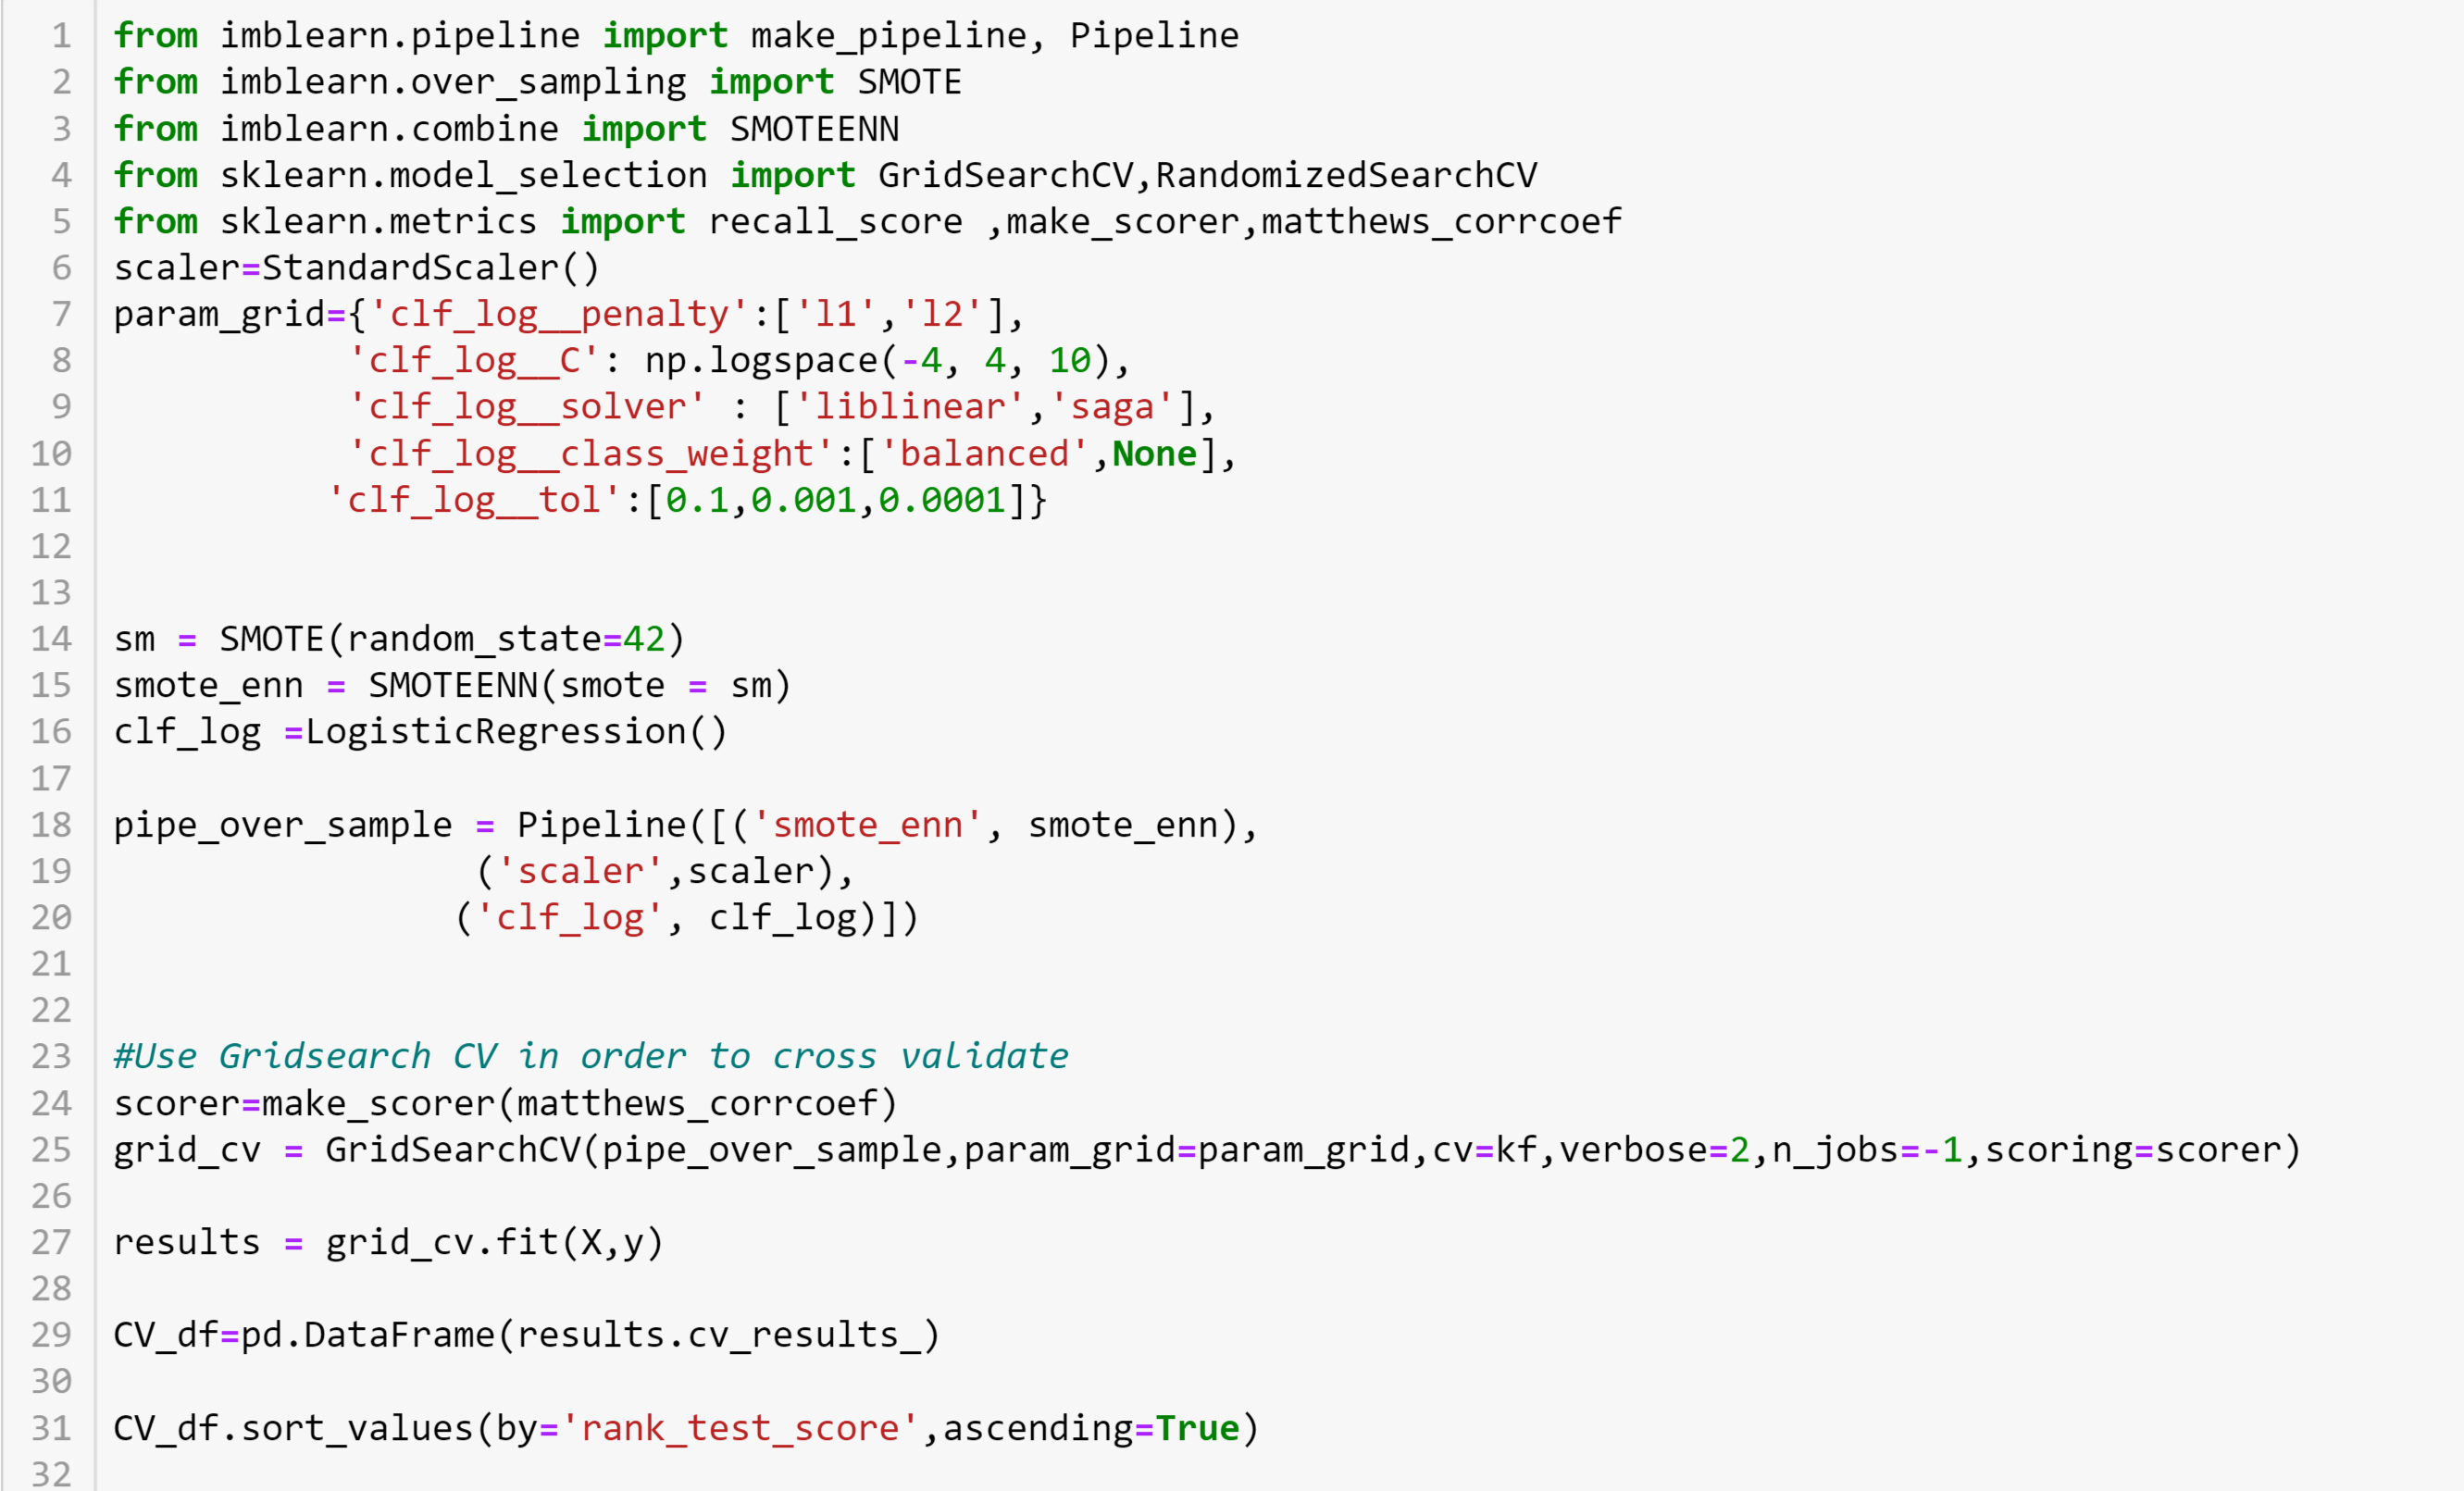 1 from imblearn.pipeline import make_pipeline, Pipeline
2 from imblearn.over_sampling import SMOTE
3 from imblearn.combine import SMOTEENN
4 from sklearn.model_selection import GridSearchCV,RandomizedSearchCV
5 from sklearn.metrics import recall_score ,make_scorer,matthews_corrcoef
6 scaler=StandardScaler()
7 param_grid={'clf_log__penalty':['l1','l2'],
8            'clf_log__C': np.logspace(-4, 4, 10),
9            'clf_log__solver' : ['liblinear','saga'],
10            'clf_log__class_weight':['balanced',None],
11           'clf_log__tol':[0.1,0.001,0.0001]}
12
13
14 sm = SMOTE(random_state=42)
15 smote_enn = SMOTEENN(smote = sm)
16 clf_log =LogisticRegression()
17
18 pipe_over_sample = Pipeline([('smote_enn', smote_enn),
19                  ('scaler',scaler),
20                 ('clf_log', clf_log)])
21
22
23 #Use Gridsearch CV in order to cross validate
24 scorer=make_scorer(matthews_corrcoef)
25 grid_cv = GridSearchCV(pipe_over_sample,param_grid=param_grid,cv=kf,verbose=2,n_jobs=-1,scoring=scorer)
26
27 results = grid_cv.fit(X,y)
28
29 CV_df=pd.DataFrame(results.cv_results_)
30
31 CV_df.sort_values(by='rank_test_score',ascending=True)
32